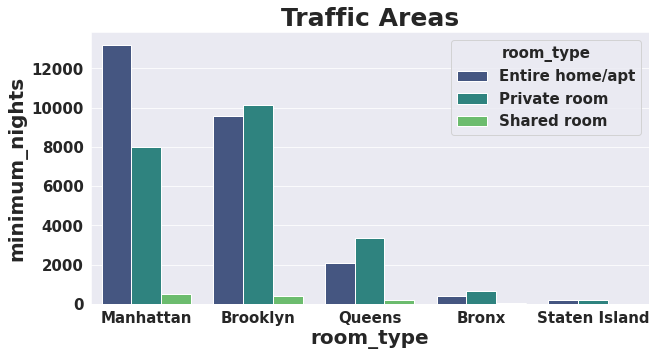 Traffic Areas
room_type
Entire home/apt
Private room
Shared room
minimum_nights
12000
10000
8000
6000
4000
2000
0
Manhattan Brooklyn Queens Bronx Staten Island
room_type